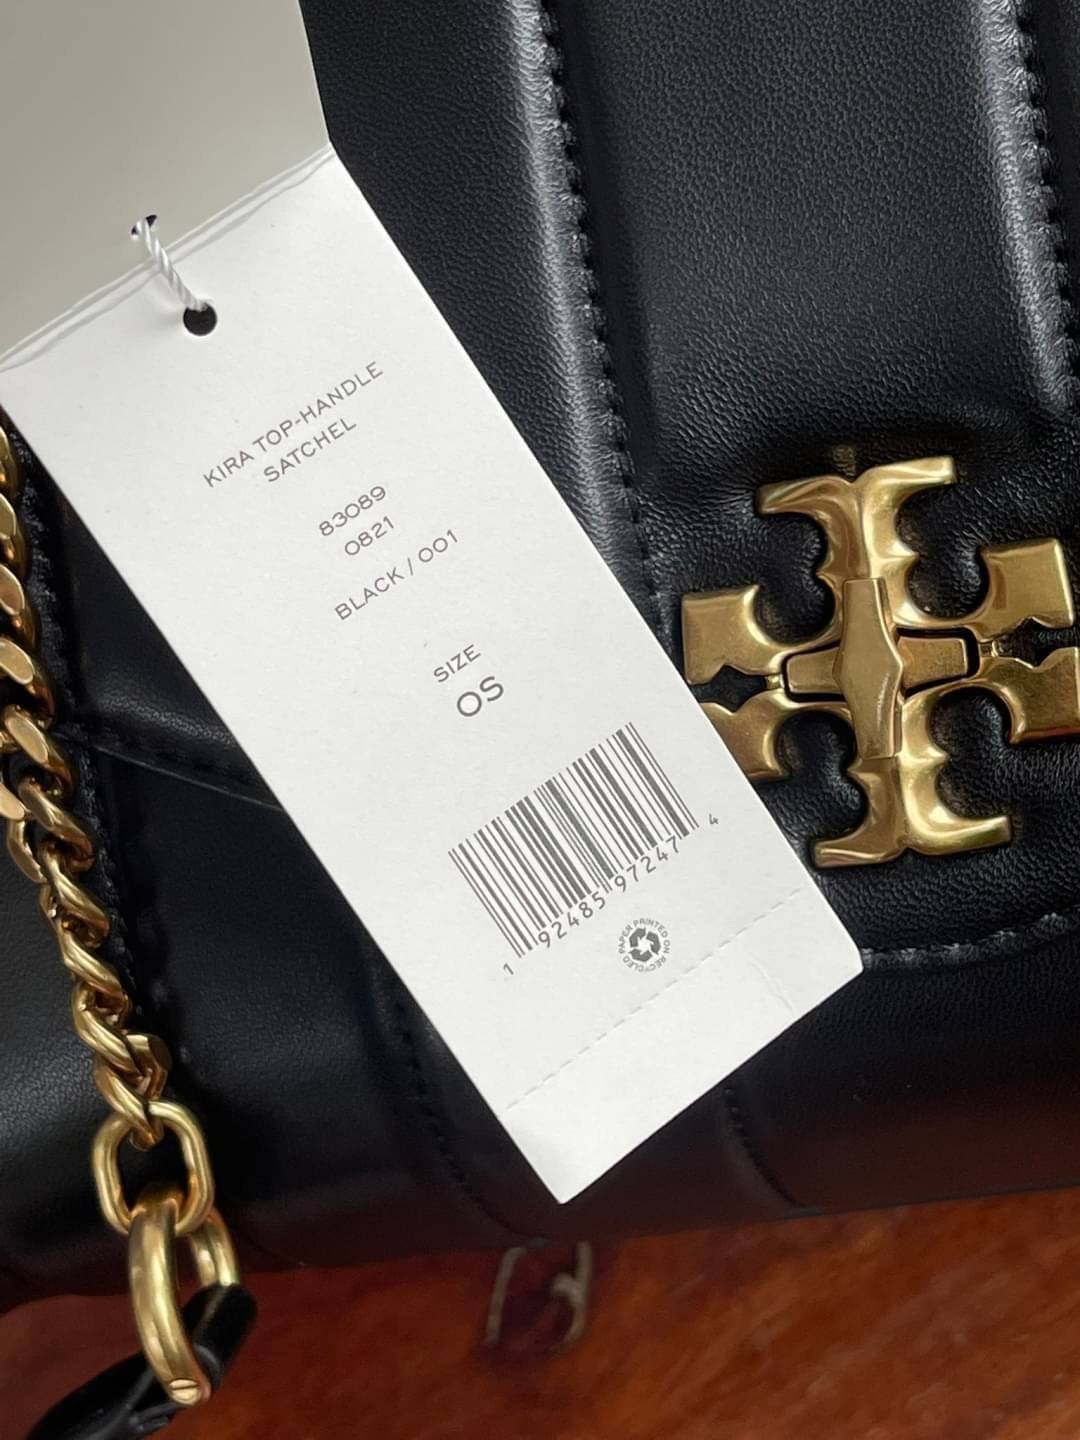 KIRA TOP-HANDLE
SATCHEL
83089
0821
BLACK / 001
SIZE
OS
1 92485 97247 4
PRINTED ON RECYCLED PAPER